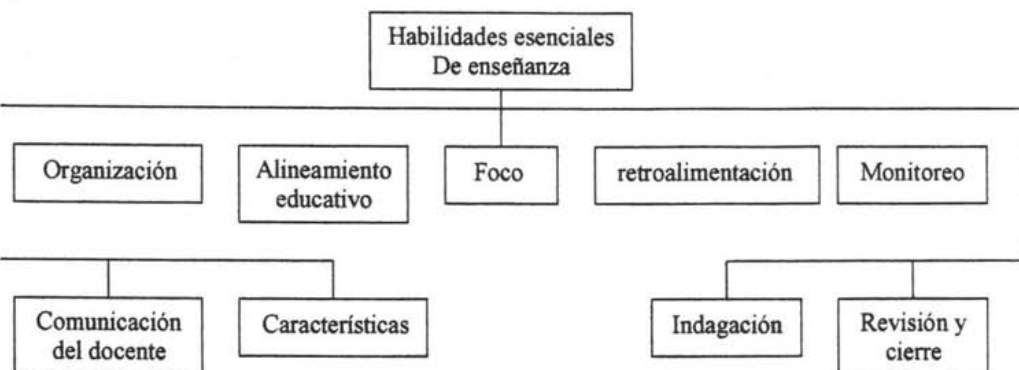 Habilidades esenciales
De enseñanza
Organización
Alineamiento
educativo
Foco
retroalimentación
Monitoreo
Comunicación
del docente
Características
Indagación
Revisión y
cierre